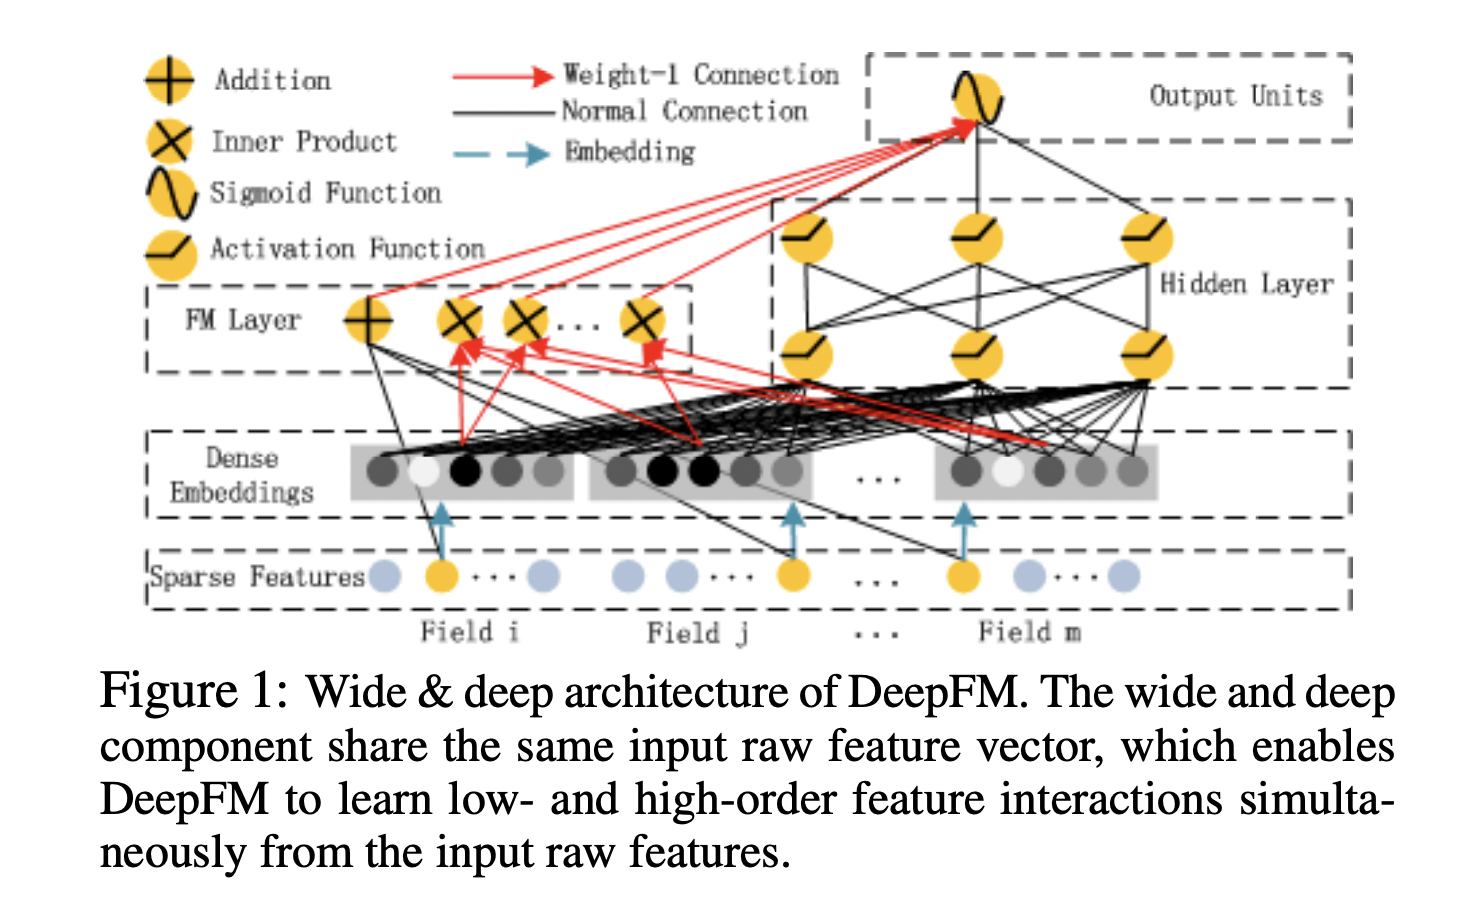 Addition
Inner Product
Sigmoid Function
Activation Function
Weight-1 Connection
Normal Connection
Embedding
Output Units
Hidden Layer
FM Layer
...
Dense
Embeddings
...
Sparse Features
...
...
...
...
Field i
Field j
...
Field m
Figure 1: Wide & deep architecture of DeepFM. The wide and deep
component share the same input raw feature vector, which enables
DeepFM to learn low- and high-order feature interactions simulta-
neously from the input raw features.